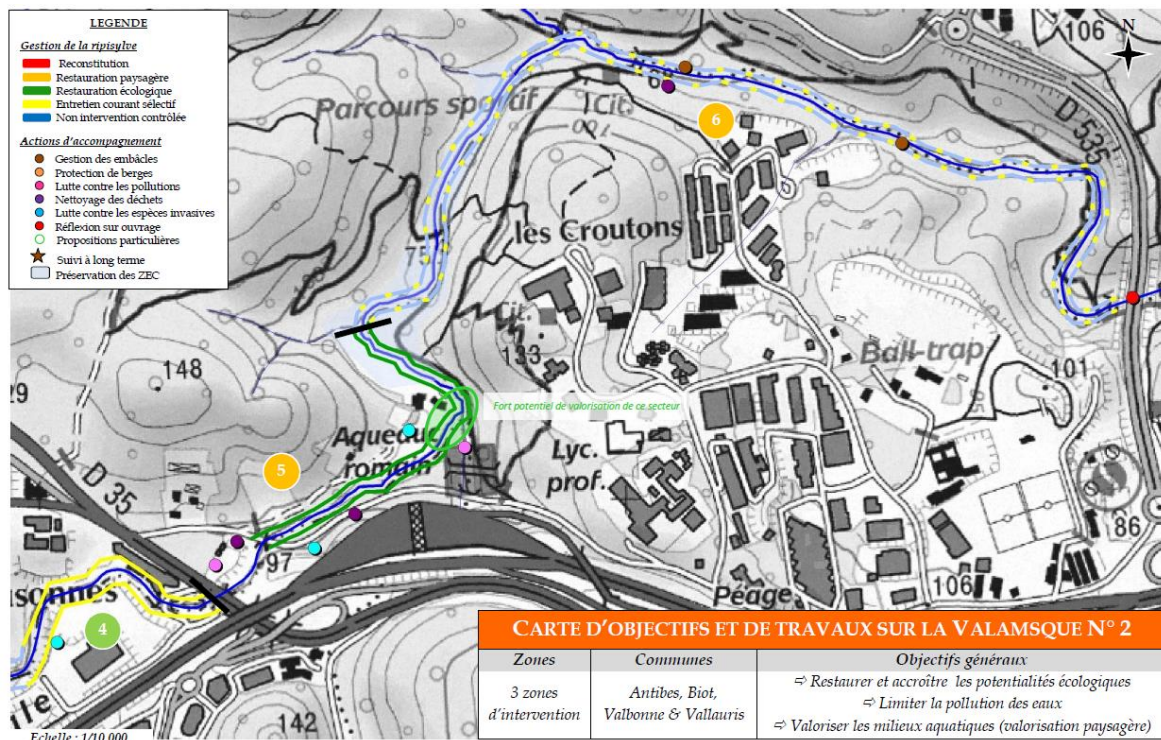 LEGENDE
Gestion de la ripisylve
Reconstitution
Restauration paysagère
Restauration écologique
Entretien courant sélectif
Non intervention contrôlée
Actions d'accompagnement
Gestion des embâcles
Protection de berges
Lutte contre les pollutions
Nettoyage des déchets
Lutte contre les espèces invasives
Réflexion sur ouvrage
Propositions particulières
Suivi à long terme
Préservation des ZEC
N
106
Parcours sportif
Cit.
100
6
D 535
les Croutons
75
Cit.
133
Ball-trap
101
148
29
Fort potentiel de valorisation de ce secteur
Aqueduc
romain
Lyc.
prof.
5
D 35
86
97
106
Péage
4
142
Echelle : 1/10 000
CARTE D'OBJECTIFS ET DE TRAVAUX SUR LA VALAMSQUE N° 2
Zones
Communes
Objectifs généraux
3 zones
d'intervention
Antibes, Biot,
Valbonne & Vallauris
⇨ Restaurer et accroître les potentialités écologiques
⇨ Limiter la pollution des eaux
⇨ Valoriser les milieux aquatiques (valorisation paysagère)